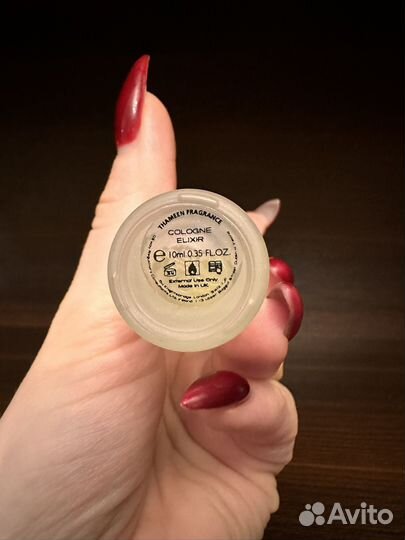 THAMEEN FRAGRANCE
COLOGNE
ELIXIR
℮ 10ml 0.35 FL.OZ.
External Use Only
Made in UK
Avito